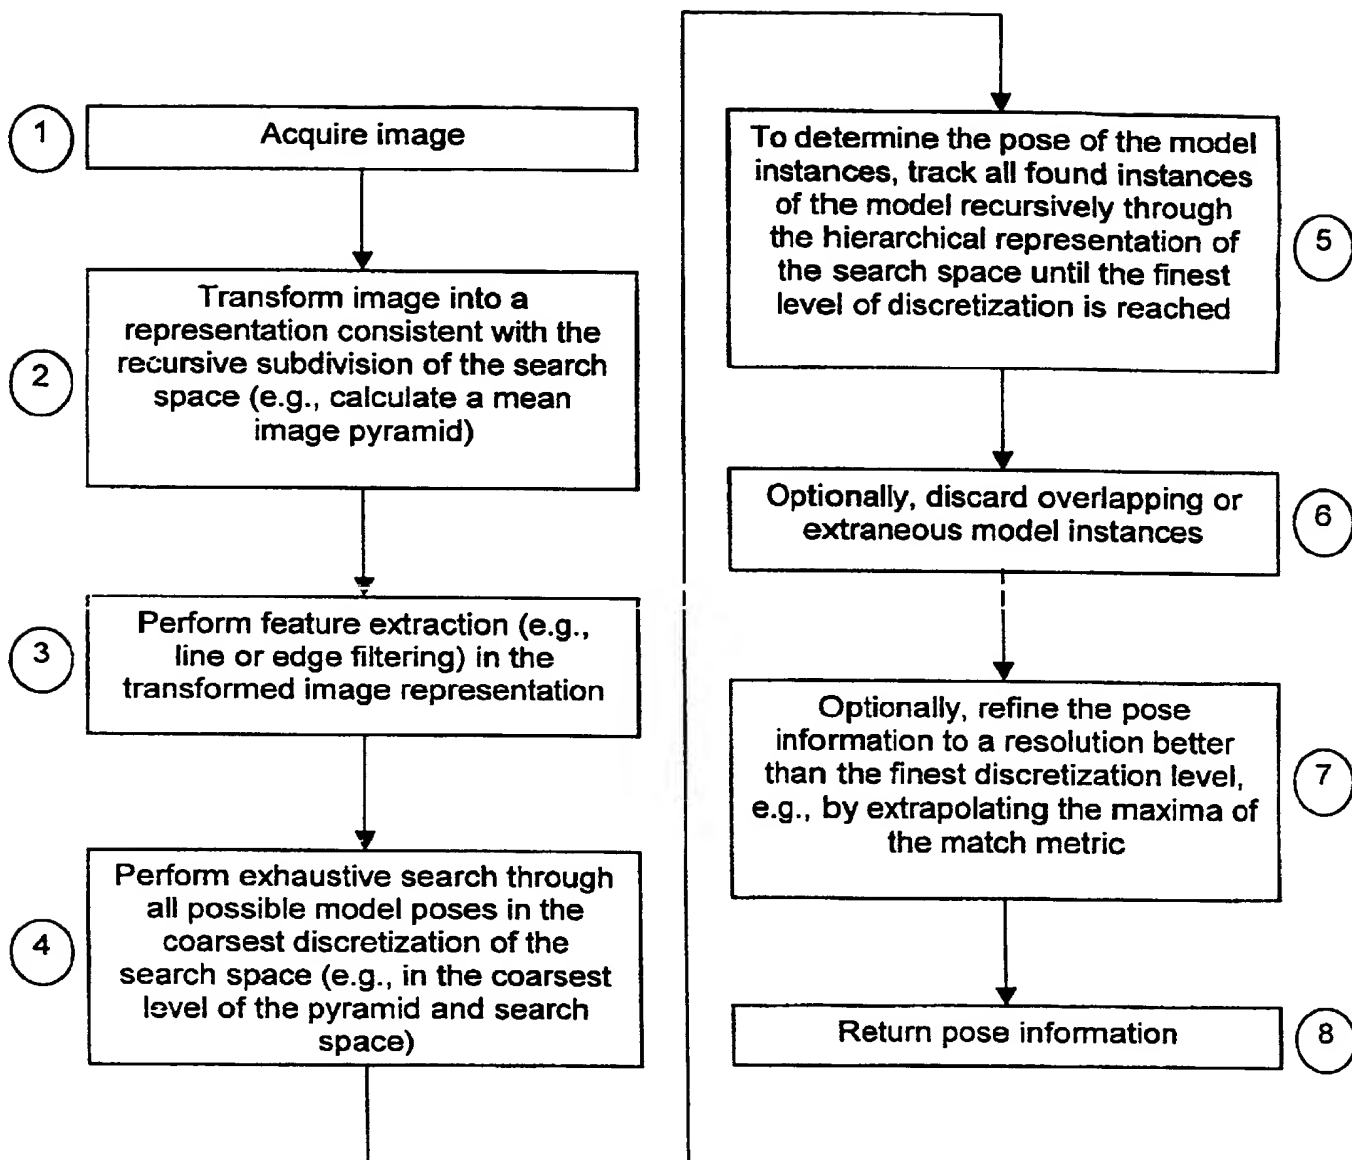 1
Acquire image
2
Transform image into a
representation consistent with the
recursive subdivision of the search
space (e.g., calculate a mean
image pyramid)
3
Perform feature extraction (e.g.,
line or edge filtering) in the
transformed image representation
4
Perform exhaustive search through
all possible model poses in the
coarsest discretization of the
search space (e.g., in the coarsest
level of the pyramid and search
space)
To determine the pose of the model
instances, track all found instances
of the model recursively through
the hierarchical representation of
the search space until the finest
level of discretization is reached
5
Optionally, discard overlapping or
extraneous model instances
6
Optionally, refine the pose
information to a resolution better
than the finest discretization level,
e.g., by extrapolating the maxima of
the match metric
7
Return pose information
8